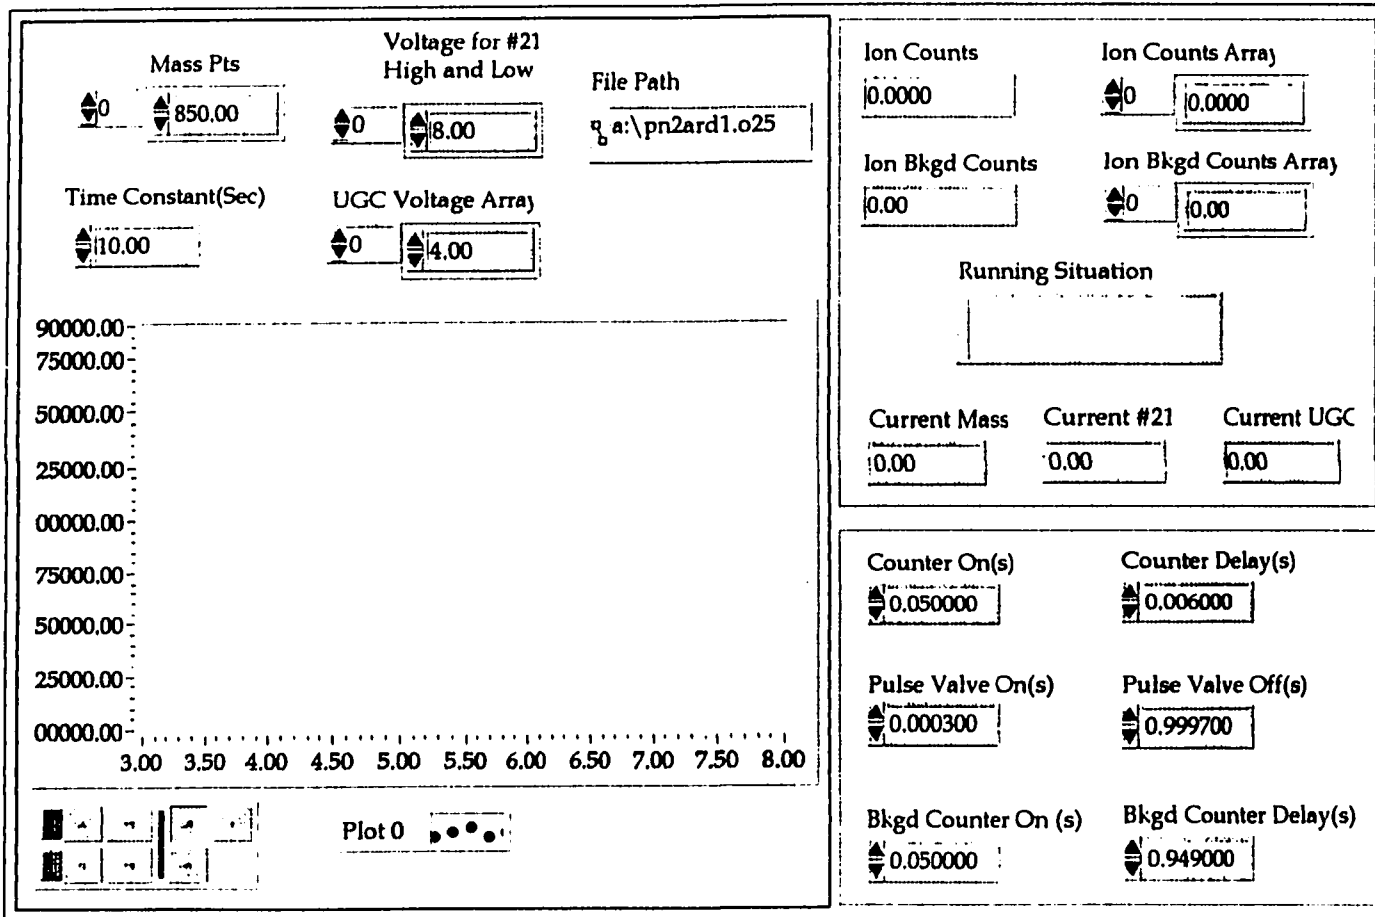 Mass Pts
0 850.00
Voltage for #21
High and Low
0 8.00
File Path
a:\pn2ard1.o25
Time Constant(Sec)
10.00
UGC Voltage Array
0 4.00
90000.00
75000.00
50000.00
25000.00
00000.00
75000.00
50000.00
25000.00
00000.00
3.00 3.50 4.00 4.50 5.00 5.50 6.00 6.50 7.00 7.50 8.00
Plot 0
Ion Counts
0.0000
Ion Counts Array
0 0.0000
Ion Bkgd Counts
0.00
Ion Bkgd Counts Array
0 0.00
Running Situation
Current Mass
0.00
Current #21
0.00
Current UGC
0.00
Counter On(s)
0.050000
Counter Delay(s)
0.006000
Pulse Valve On(s)
0.000300
Pulse Valve Off(s)
0.999700
Bkgd Counter On (s)
0.050000
Bkgd Counter Delay(s)
0.949000